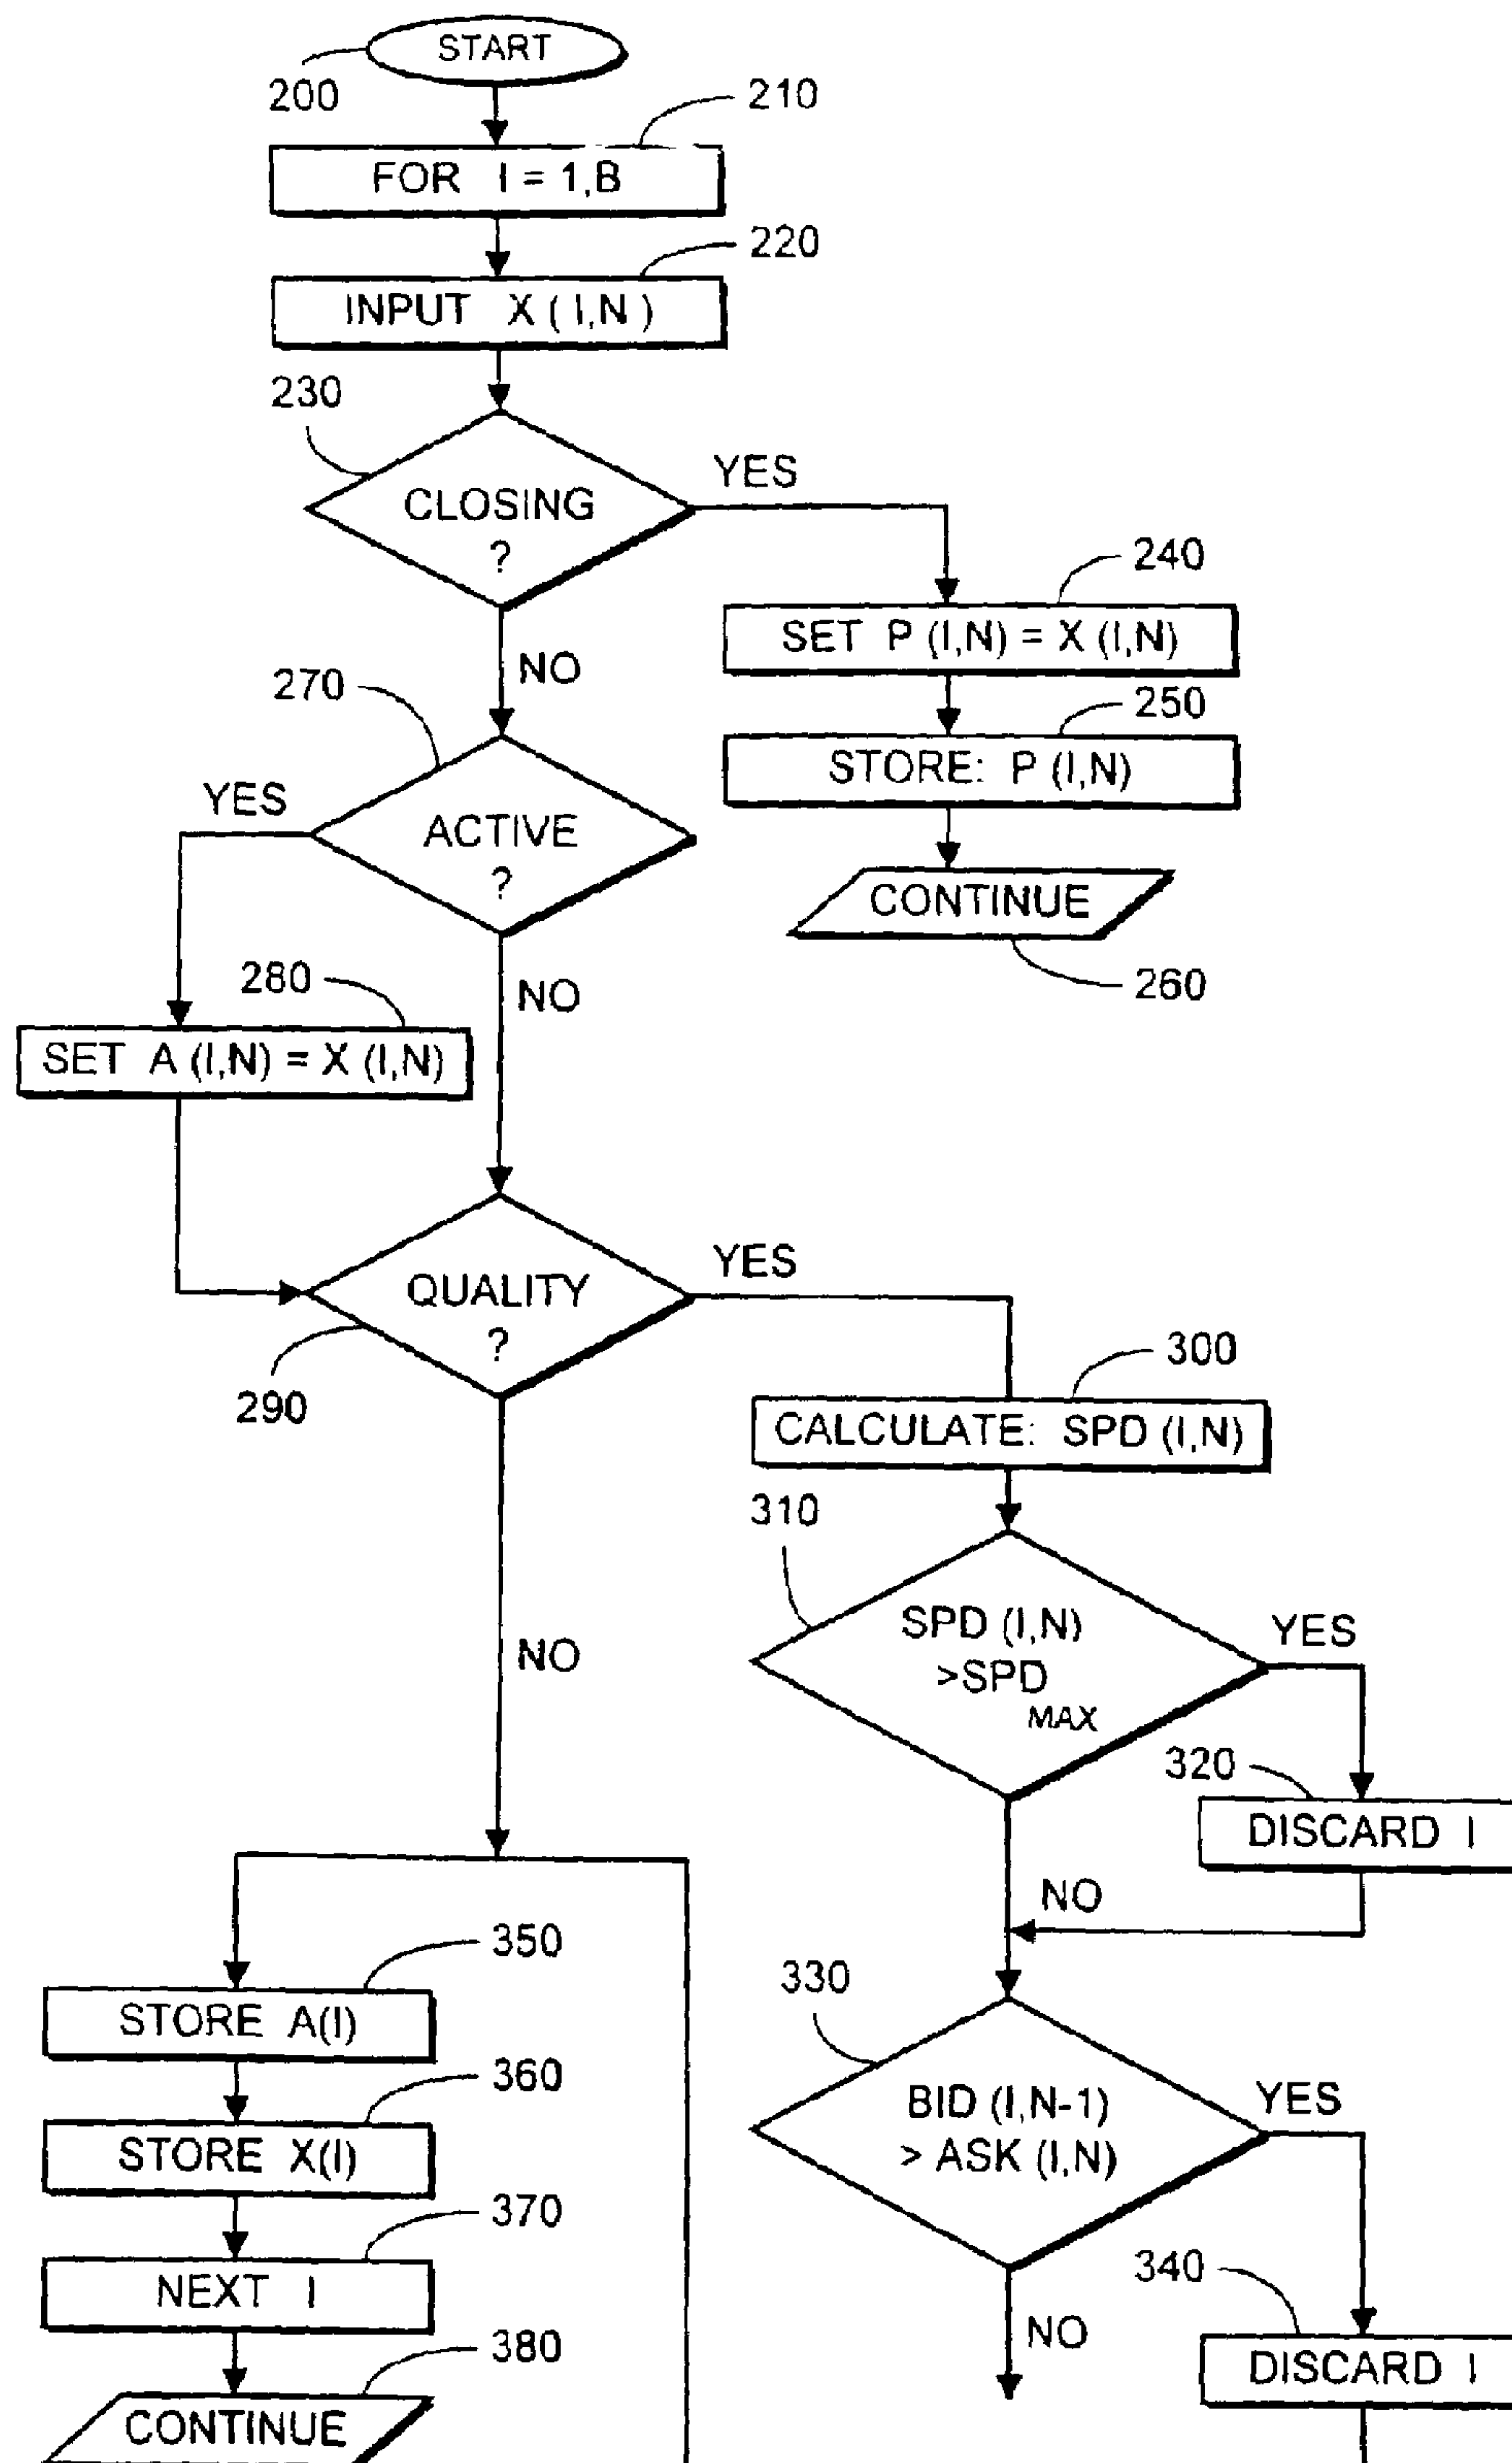 START
200
210
FOR I = 1,B
220
INPUT X ( I,N )
230
CLOSING
?
YES
240
SET P (I,N) = X (I,N)
NO
270
250
STORE: P (I,N)
YES
ACTIVE
?
CONTINUE
260
280
NO
SET A (I,N) = X (I,N)
YES
QUALITY
?
290
300
CALCULATE: SPD (I,N)
310
SPD (I,N)
>SPD
MAX
YES
NO
320
DISCARD I
NO
350
STORE A(I)
330
360
STORE X(I)
BID (I,N-1)
> ASK (I,N)
YES
370
NEXT I
340
NO
380
DISCARD I
CONTINUE